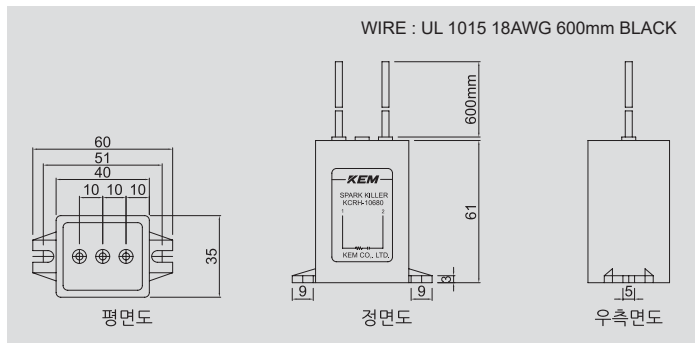 WIRE : UL 1015 18AWG 600mm BLACK
60
51
40
10 10 10
35
평면도
600mm
KEM
SPARK KILLER
KCRH-10680
1 2
KEM CO., LTD.
61
3
9 9
정면도
5
우측면도